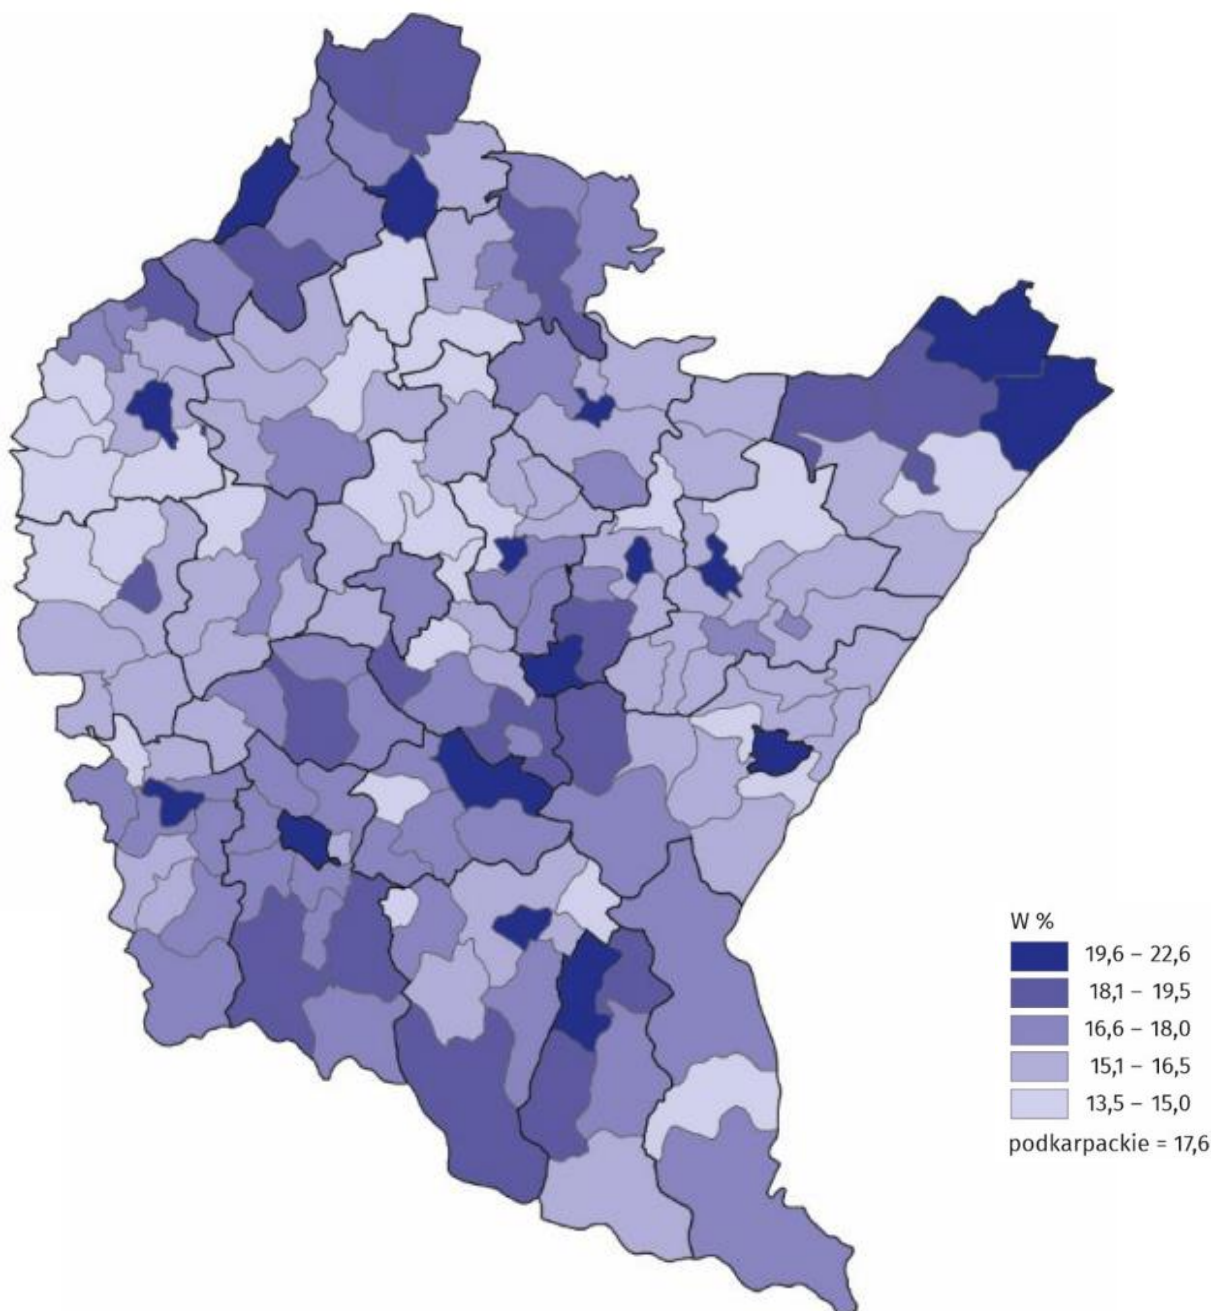 W %
19,6 – 22,6
18,1 – 19,5
16,6 – 18,0
15,1 – 16,5
13,5 – 15,0
podkarpackie = 17,6